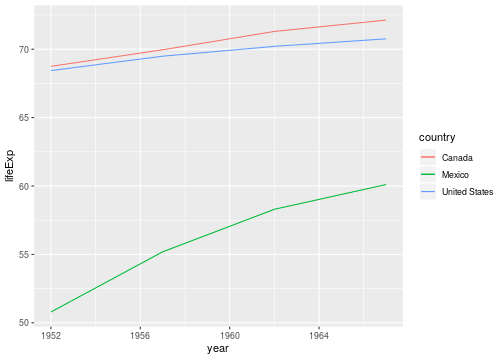 70
65
60
55
50
lifeExp
1952 1956 1960 1964
year
country
Canada
Mexico
United States